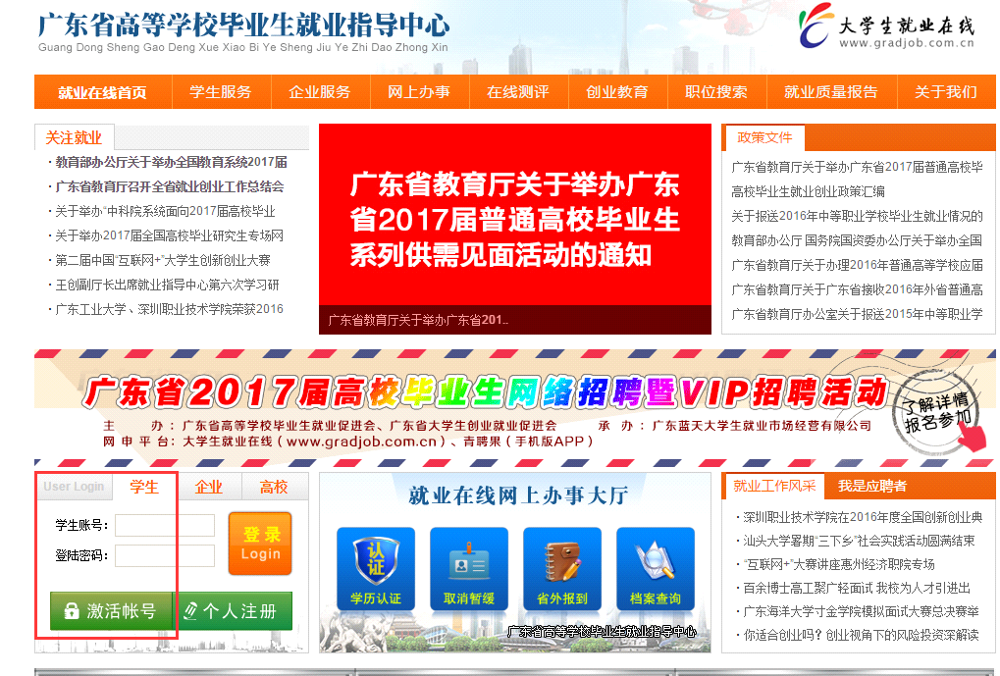 广东省高等学校毕业生就业指导中心
Guang Dong Sheng Gao Deng Xue Xiao Bi Ye Sheng Jiu Ye Zhi Dao Zhong Xin
大学生就业在线
www.gradjob.com.cn
就业在线首页 学生服务 企业服务 网上办事 在线测评 创业教育 职位搜索 就业质量报告 关于我们
关注就业
· 教育部办公厅关于举办全国教育系统2017届
· 广东省教育厅召开全省就业创业工作总结会
· 关于举办“中科院系统面向2017届高校毕业
· 关于举办2017届全国高校毕业研究生专场网
· 第二届中国“互联网+”大学生创新创业大赛
· 王创副厅长出席就业指导中心第六次学习研
· 广东工业大学、深圳职业技术学院荣获2016
广东省教育厅关于举办广东
省2017届普通高校毕业生
系列供需见面活动的通知
广东省教育厅关于举办广东省201..
政策文件
广东省教育厅关于举办广东省2017届普通高校毕
高校毕业生就业创业政策汇编
关于报送2016年中等职业学校毕业生就业情况的
教育部办公厅 国务院国资委办公厅关于举办全国
广东省教育厅关于办理2016年普通高等学校应届
广东省教育厅关于广东省接收2016年外省普通高
广东省教育厅办公室关于报送2015年中等职业学
广东省2017届高校毕业生网络招聘暨VIP招聘活动
主 办：广东省高等学校毕业生就业促进会、广东省大学生创业就业促进会 承 办：广东蓝天大学生就业市场经营有限公司
网 申 平 台：大学生就业在线（www.gradjob.com.cn）、青聘果（手机版APP）
了解详情
报名参加
User Login 学生 企业 高校
学生账号：
登陆密码：
登录
Login
激活帐号
个人注册
就业在线网上办事大厅
认证
学历认证 取消暂缓 省外报到 档案查询
广东省高等学校毕业生就业指导中心
就业工作风采 我是应聘者
· 深圳职业技术学院在2016年度全国创新创业典
· 汕头大学暑期“三下乡”社会实践活动圆满结束
· “互联网+”大赛讲座惠州经济职院专场
· 百余博士高工聚广轻面试 我校为人才引进出
· 广东海洋大学寸金学院模拟面试大赛总决赛举
· 你适合创业吗？创业视角下的风险投资深解读